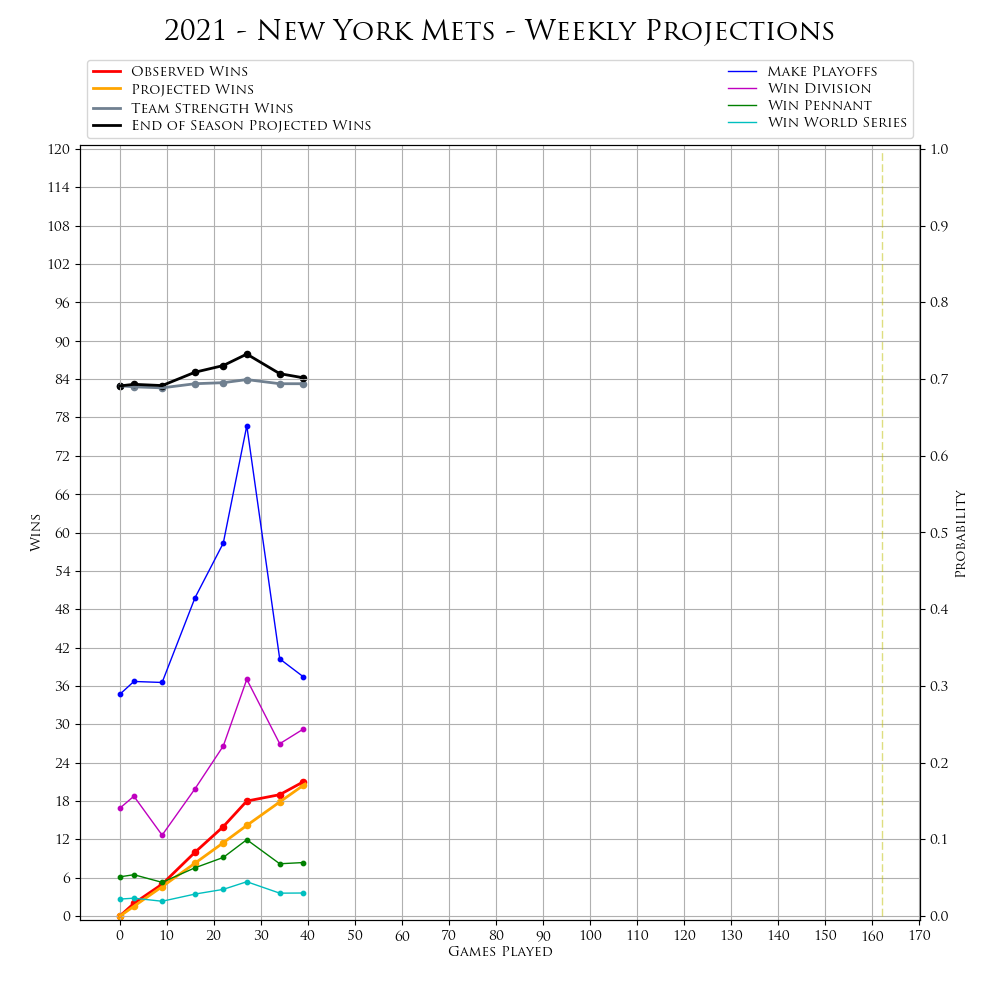 2021 - New York Mets - Weekly Projections
Observed Wins
Projected Wins
Team Strength Wins
End of Season Projected Wins
Make Playoffs
Win Division
Win Pennant
Win World Series
120
114
108
102
96
90
84
78
72
66
60
54
48
42
36
30
24
18
12
6
0
Wins
1.0
0.9
0.8
0.7
0.6
0.5
0.4
0.3
0.2
0.1
0.0
Probability
0 10 20 30 40 50 60 70 80 90 100 110 120 130 140 150 160 170
Games Played